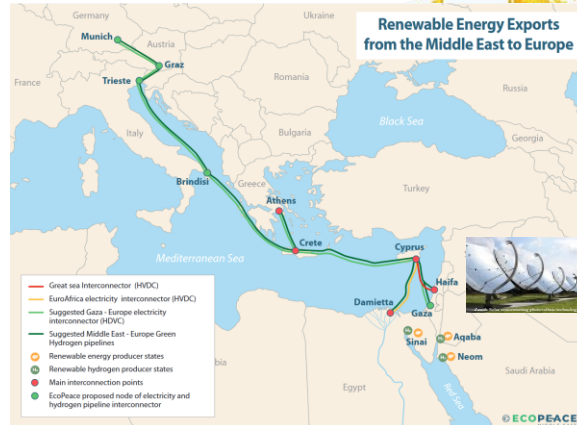 Renewable Energy Exports
from the Middle East to Europe
Germany
Ukraine
Munich
Austria
Graz
France
Trieste
Romania
Russia
Italy
Black Sea
Bulgaria
Georgia
Brindisi
Greece
Turkey
Athens
Mediterranean Sea
Crete
Cyprus
Haifa
Damietta
Gaza
Sinai
Aqaba
Neom
Egypt
Saudi Arabia
Red Sea
Great sea Interconnector (HVDC)
EuroAfrica electricity interconnector (HVDC)
Suggested Gaza - Europe electricity
interconnector (HDVC)
Suggested Middle East - Europe Green
Hydrogen pipelines
Renewable energy producer states
H₂ Renewable hydrogen producer states
Main interconnection points
EcoPeace proposed node of electricity and
hydrogen pipeline interconnector
ECOPEACE